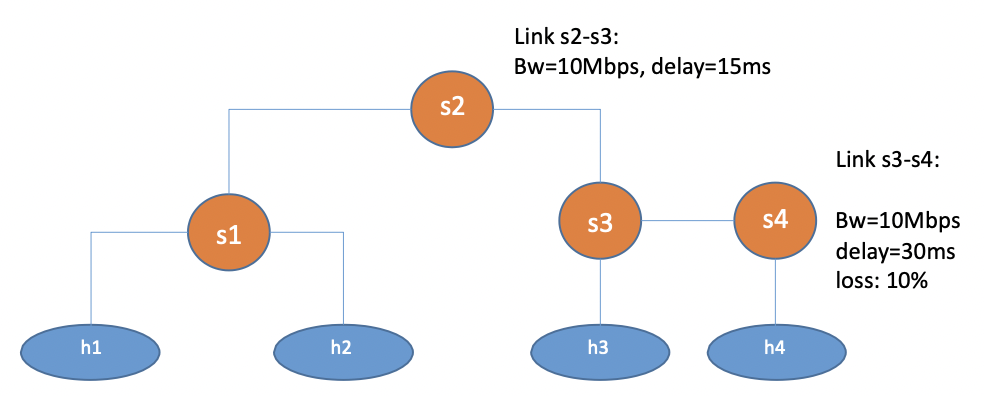 Link s2-s3:
Bw=10Mbps, delay=15ms
s2
Link s3-s4:
s1
s3
s4
Bw=10Mbps
delay=30ms
loss: 10%
h1
h2
h3
h4